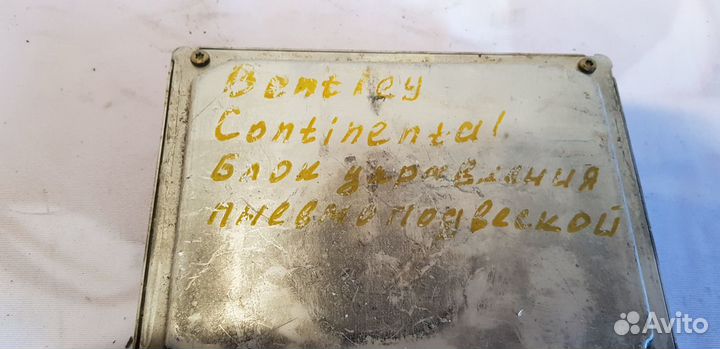 Bentley
Continental
Блок управления
пневмоподвеской
Avito